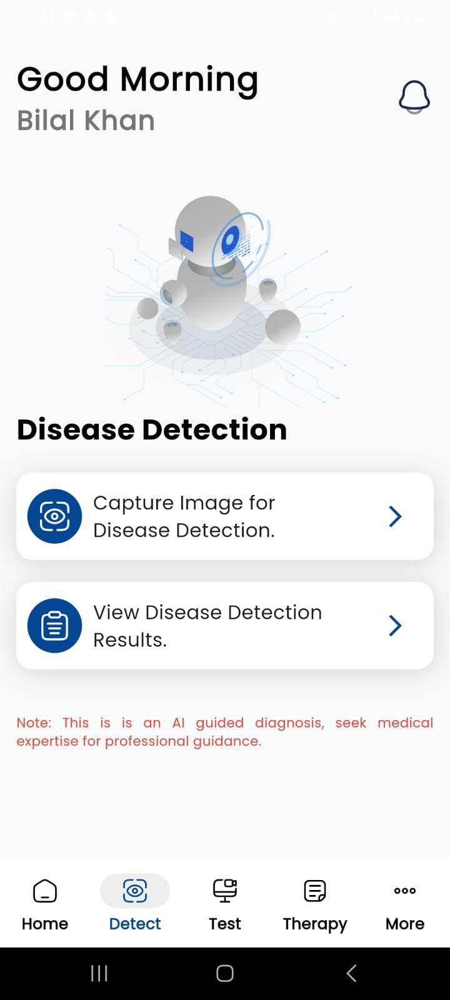 2:46
44%
Good Morning
Bilal Khan
Disease Detection
Capture Image for
Disease Detection.
View Disease Detection
Results.
Note: This is is an AI guided diagnosis, seek medical
expertise for professional guidance.
Home
Detect
Test
Therapy
More